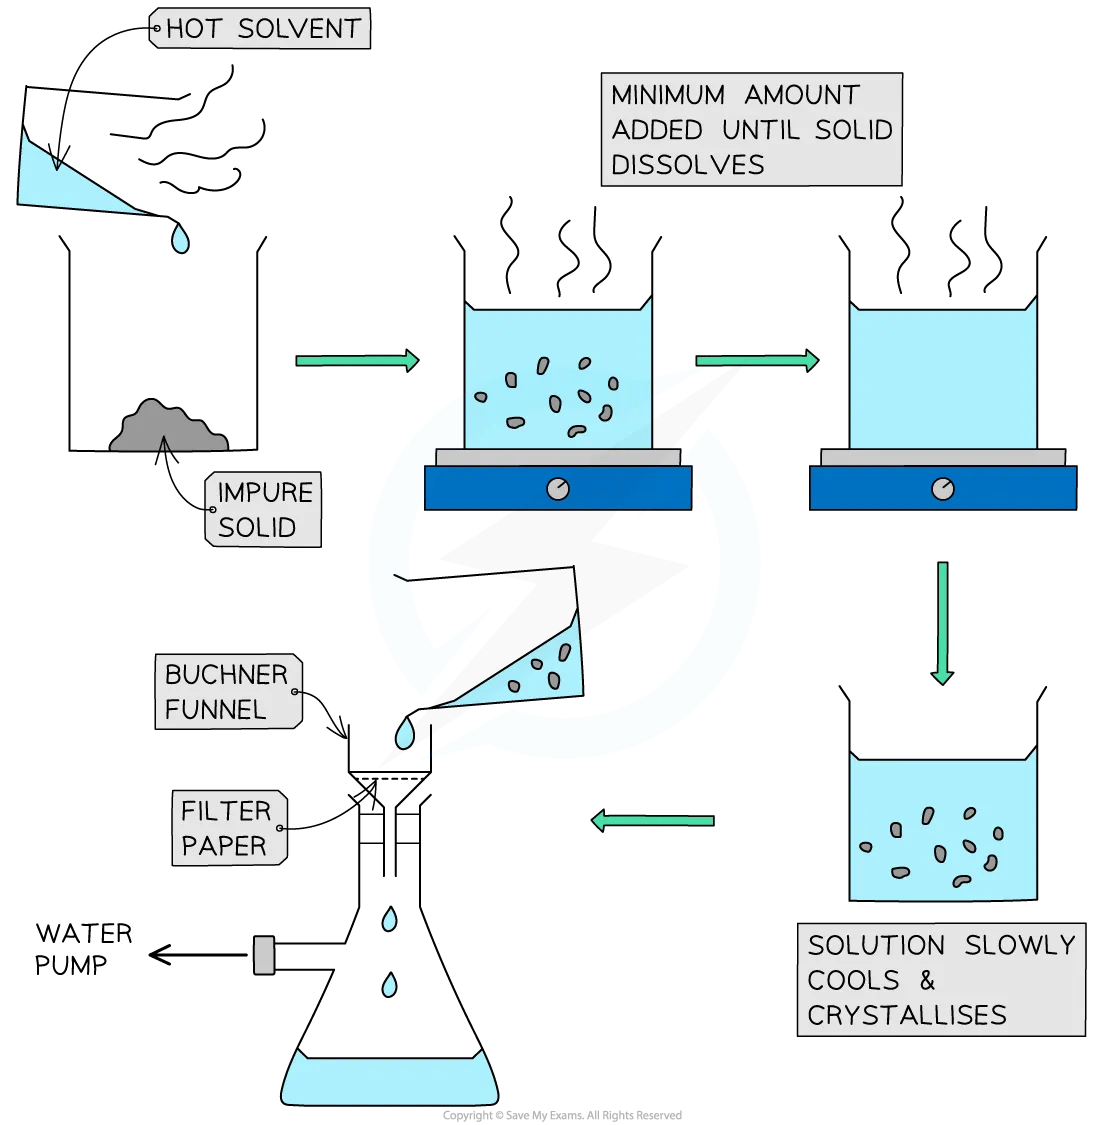 HOT SOLVENT
MINIMUM AMOUNT
ADDED UNTIL SOLID
DISSOLVES
IMPURE
SOLID
BUCHNER
FUNNEL
FILTER
PAPER
WATER
PUMP
SOLUTION SLOWLY
COOLS &
CRYSTALLISES
Copyright © Save My Exams. All Rights Reserved